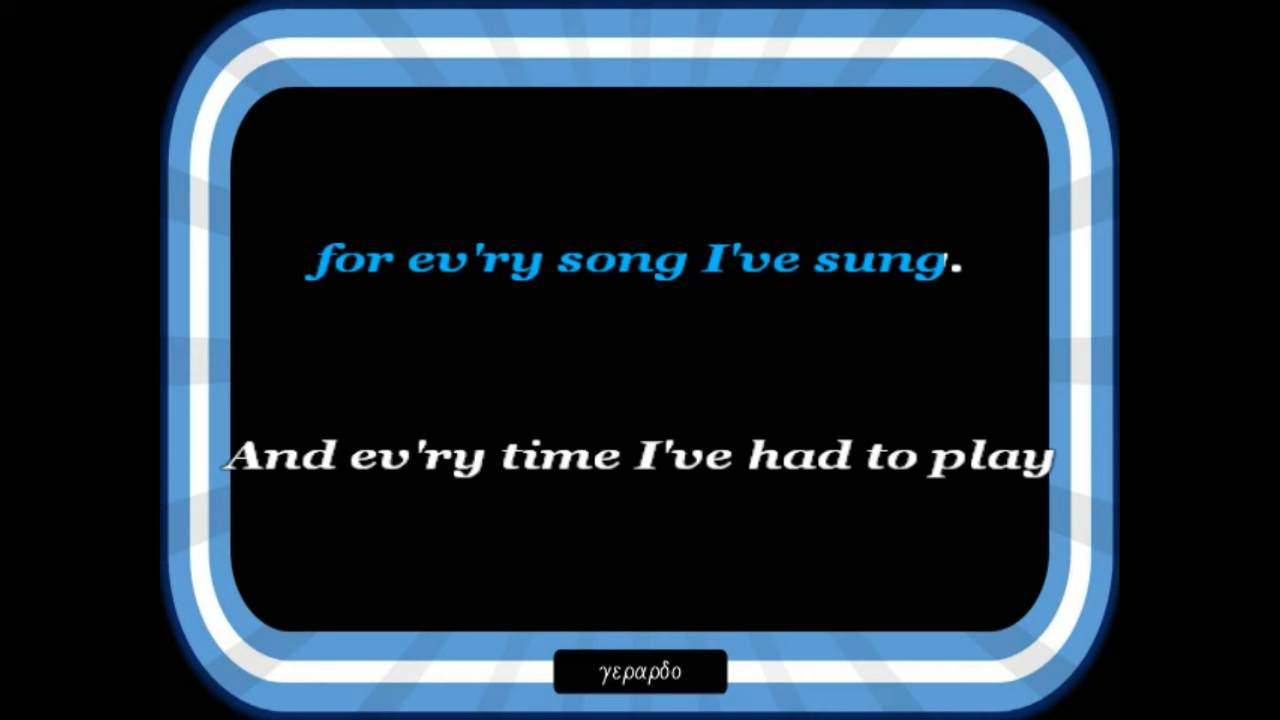 for ev'ry song I've sung.
And ev'ry time I've had to play
γεραρδο